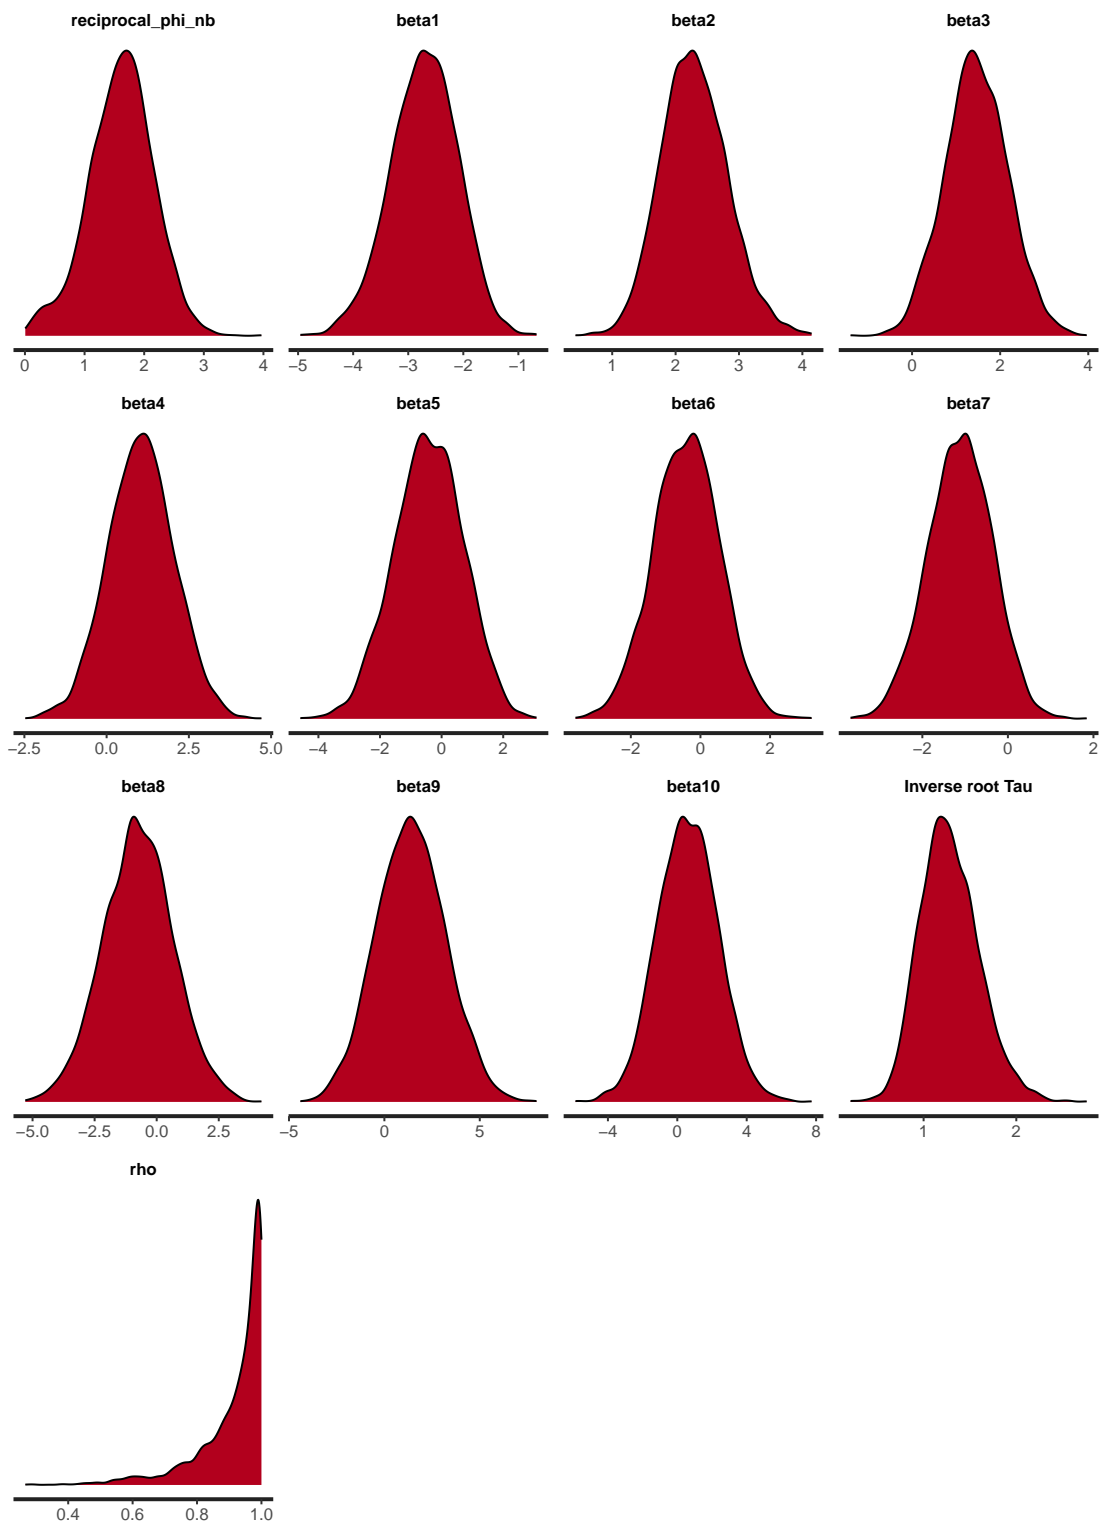 reciprocal_phi_nb beta1 beta2 beta3
0 1 2 3 4 −5 −4 −3 −2 −1 1 2 3 4 0 2 4
beta4 beta5 beta6 beta7
−2.5 0.0 2.5 5.0 −4 −2 0 2 −2 0 2 −2 0 2
beta8 beta9 beta10 Inverse root Tau
−5.0 −2.5 0.0 2.5 −5 0 5 −4 0 4 8 1 2
rho
0.4 0.6 0.8 1.0